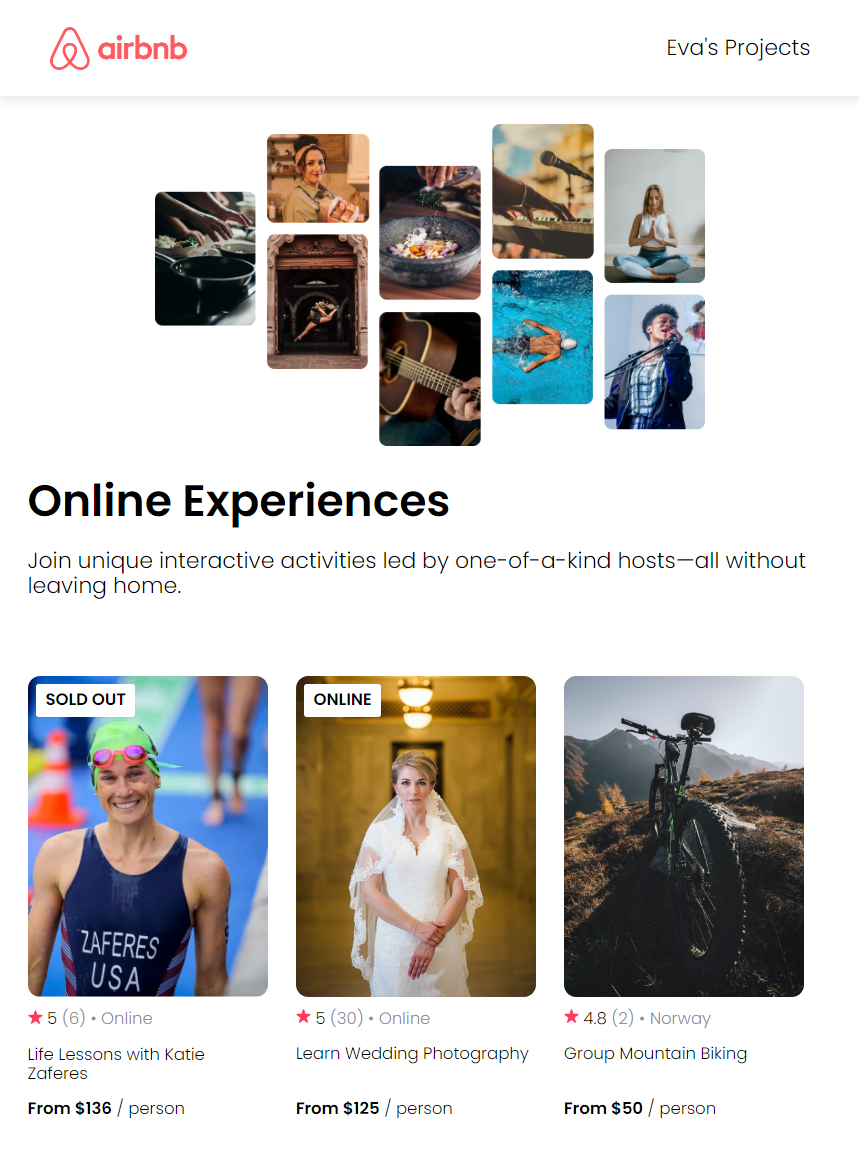 airbnb
Eva's Projects
Online Experiences
Join unique interactive activities led by one-of-a-kind hosts—all without
leaving home.
SOLD OUT
ZAFERES
USA
5 (6) • Online
Life Lessons with Katie
Zaferes
From $136 / person
ONLINE
5 (30) • Online
Learn Wedding Photography
From $125 / person
4.8 (2) • Norway
Group Mountain Biking
From $50 / person